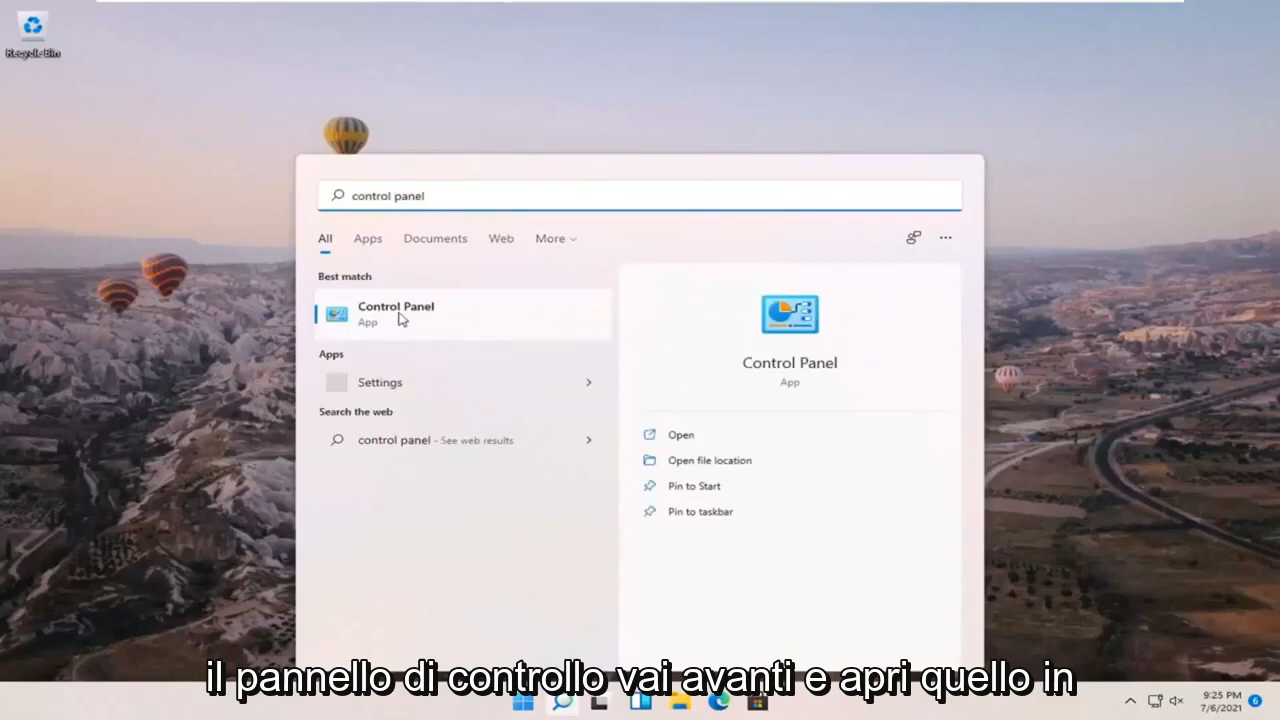 Recycle Bin
control panel
All Apps Documents Web More
Best match
Control Panel
App
Apps
Settings
Search the web
control panel - See web results
Control Panel
App
Open
Open file location
Pin to Start
Pin to taskbar
il pannello di controllo vai avanti e apri quello in
9:25 PM
7/6/2021
6